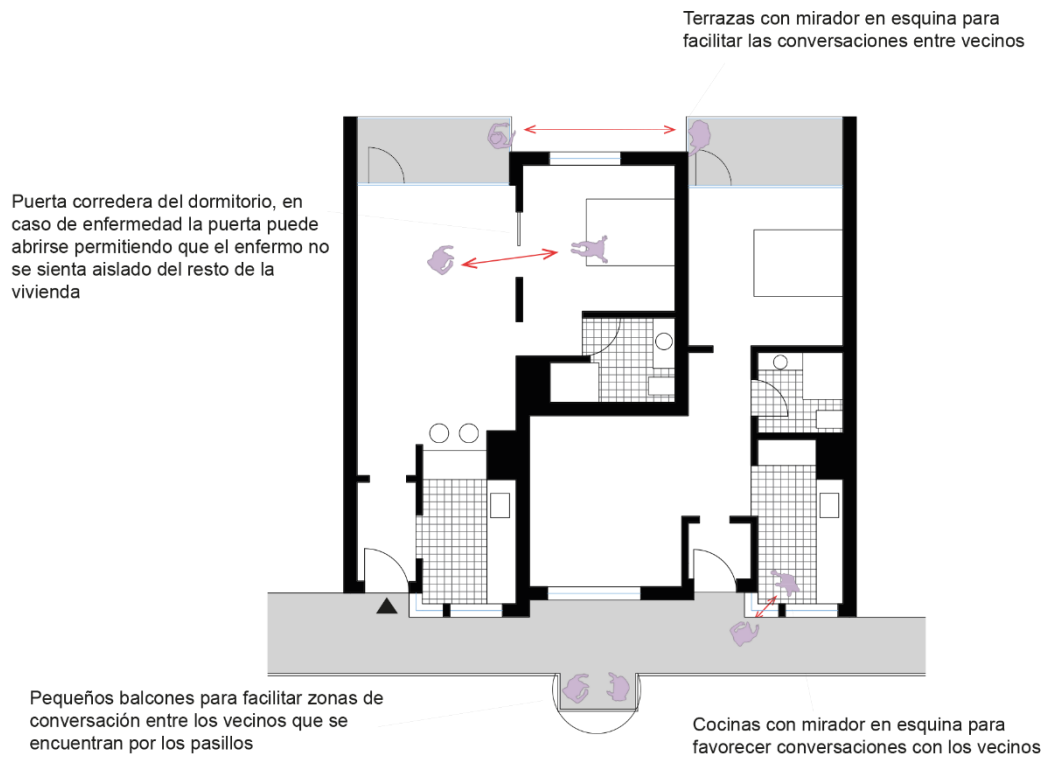 Terrazas con mirador en esquina para
facilitar las conversaciones entre vecinos
Puerta corredera del dormitorio, en
caso de enfermedad la puerta puede
abrirse permitiendo que el enfermo no
se sienta aislado del resto de la
vivienda
Pequeños balcones para facilitar zonas de
conversación entre los vecinos que se
encuentran por los pasillos
Cocinas con mirador en esquina para
favorecer conversaciones con los vecinos